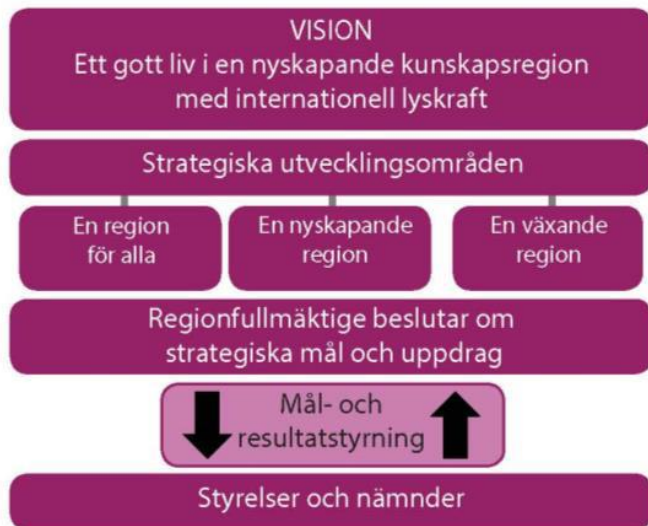 VISION
Ett gott liv i en nyskapande kunskapsregion
med internationell lyskraft
Strategiska utvecklingsområden
En region
för alla
En nyskapande
region
En växande
region
Regionfullmäktige beslutar om
strategiska mål och uppdrag
Mål- och
resultatstyrning
Styrelser och nämnder